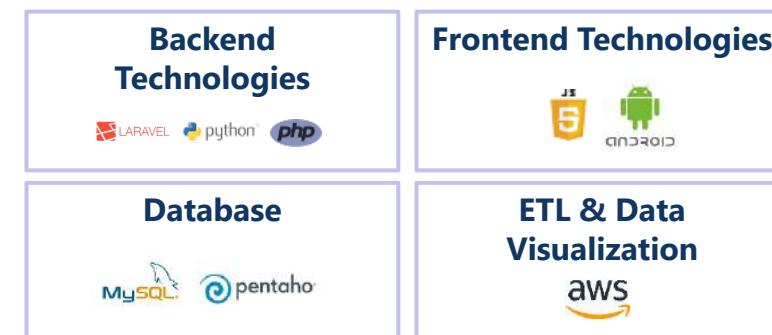 Backend
Technologies
LARAVEL python php
Frontend Technologies
JS
5
ANDROID
Database
MySQL pentaho
ETL & Data
Visualization
aws